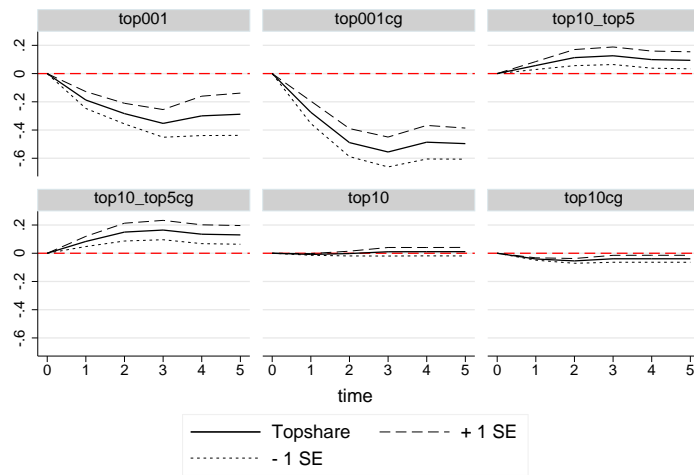 top001
top001cg
top10_top5
.2
0
-.2
-.4
-.6
top10_top5cg
top10
top10cg
.2
0
-.2
-.4
-.6
0 1 2 3 4 5
0 1 2 3 4 5
0 1 2 3 4 5
time
Topshare
+ 1 SE
- 1 SE